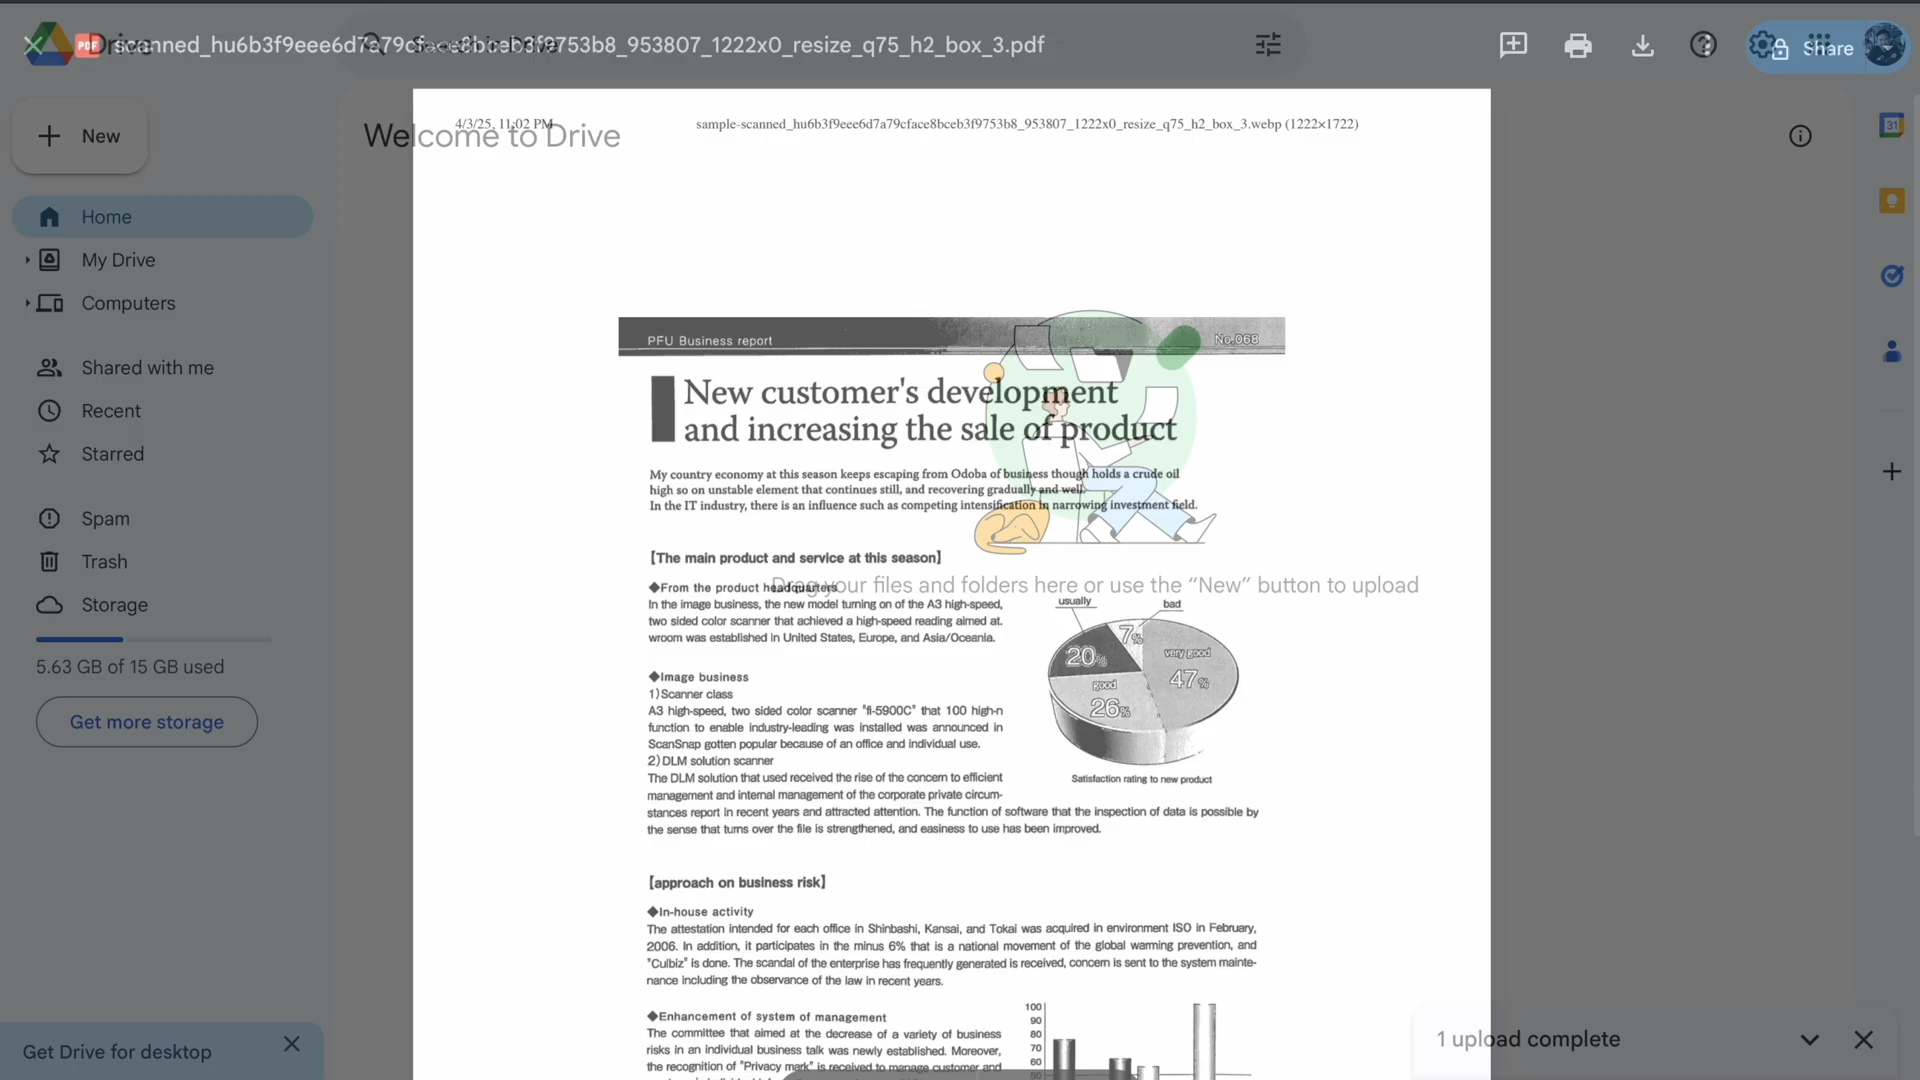 scanned_hu6b3f9eee6d7a79cface8bceb3f9753b8_953807_1222x0_resize_q75_h2_box_3.pdf
Share
New
Welcome to Drive
4/3/25, 11:02 PM
sample-scanned_hu6b3f9eee6d7a79cface8bceb3f9753b8_953807_1222x0_resize_q75_h2_box_3.webp (1222×1722)
Home
My Drive
Computers
Shared with me
Recent
Starred
Spam
Trash
Storage
5.63 GB of 15 GB used
Get more storage
Get Drive for desktop
PFU Business report
No.068
New customer's development
and increasing the sale of product
My country economy at this season keeps escaping from Odoba of business though holds a crude oil
high so on unstable element that continues still, and recovering gradually and well.
In the IT industry, there is an influence such as competing intensification in narrowing investment field.
Drag your files and folders here or use the “New” button to upload
[The main product and service at this season]
◆From the product headquarters
In the image business, the new model turning on of the A3 high-speed,
two sided color scanner that achieved a high-speed reading aimed at.
wroom was established in United States, Europe, and Asia/Oceania.
◆Image business
1)Scanner class
A3 high-speed, two sided color scanner "fi-5900C" that 100 high-n
function to enable industry-leading was installed was announced in
ScanSnap gotten popular because of an office and individual use.
2)DLM solution scanner
The DLM solution that used received the rise of the concern to efficient
management and internal management of the corporate private circum-
stances report in recent years and attracted attention. The function of software that the inspection of data is possible by
the sense that turns over the file is strengthened, and easiness to use has been improved.
usually
bad
7%
20%
very good
47%
good
26%
Satisfaction rating to new product
[approach on business risk]
◆In-house activity
The attestation intended for each office in Shinbashi, Kansai, and Tokai was acquired in environment ISO in February,
2006. In addition, it participates in the minus 6% that is a national movement of the global warming prevention, and
"Culbiz" is done. The scandal of the enterprise has frequently generated is received, concern is sent to the system mainte-
nance including the observance of the law in recent years.
◆Enhancement of system of management
The committee that aimed at the decrease of a variety of business
risks in an individual business talk was newly established. Moreover,
the recognition of "Privacy mark" is received to manage customer and
100
90
80
70
60
1 upload complete